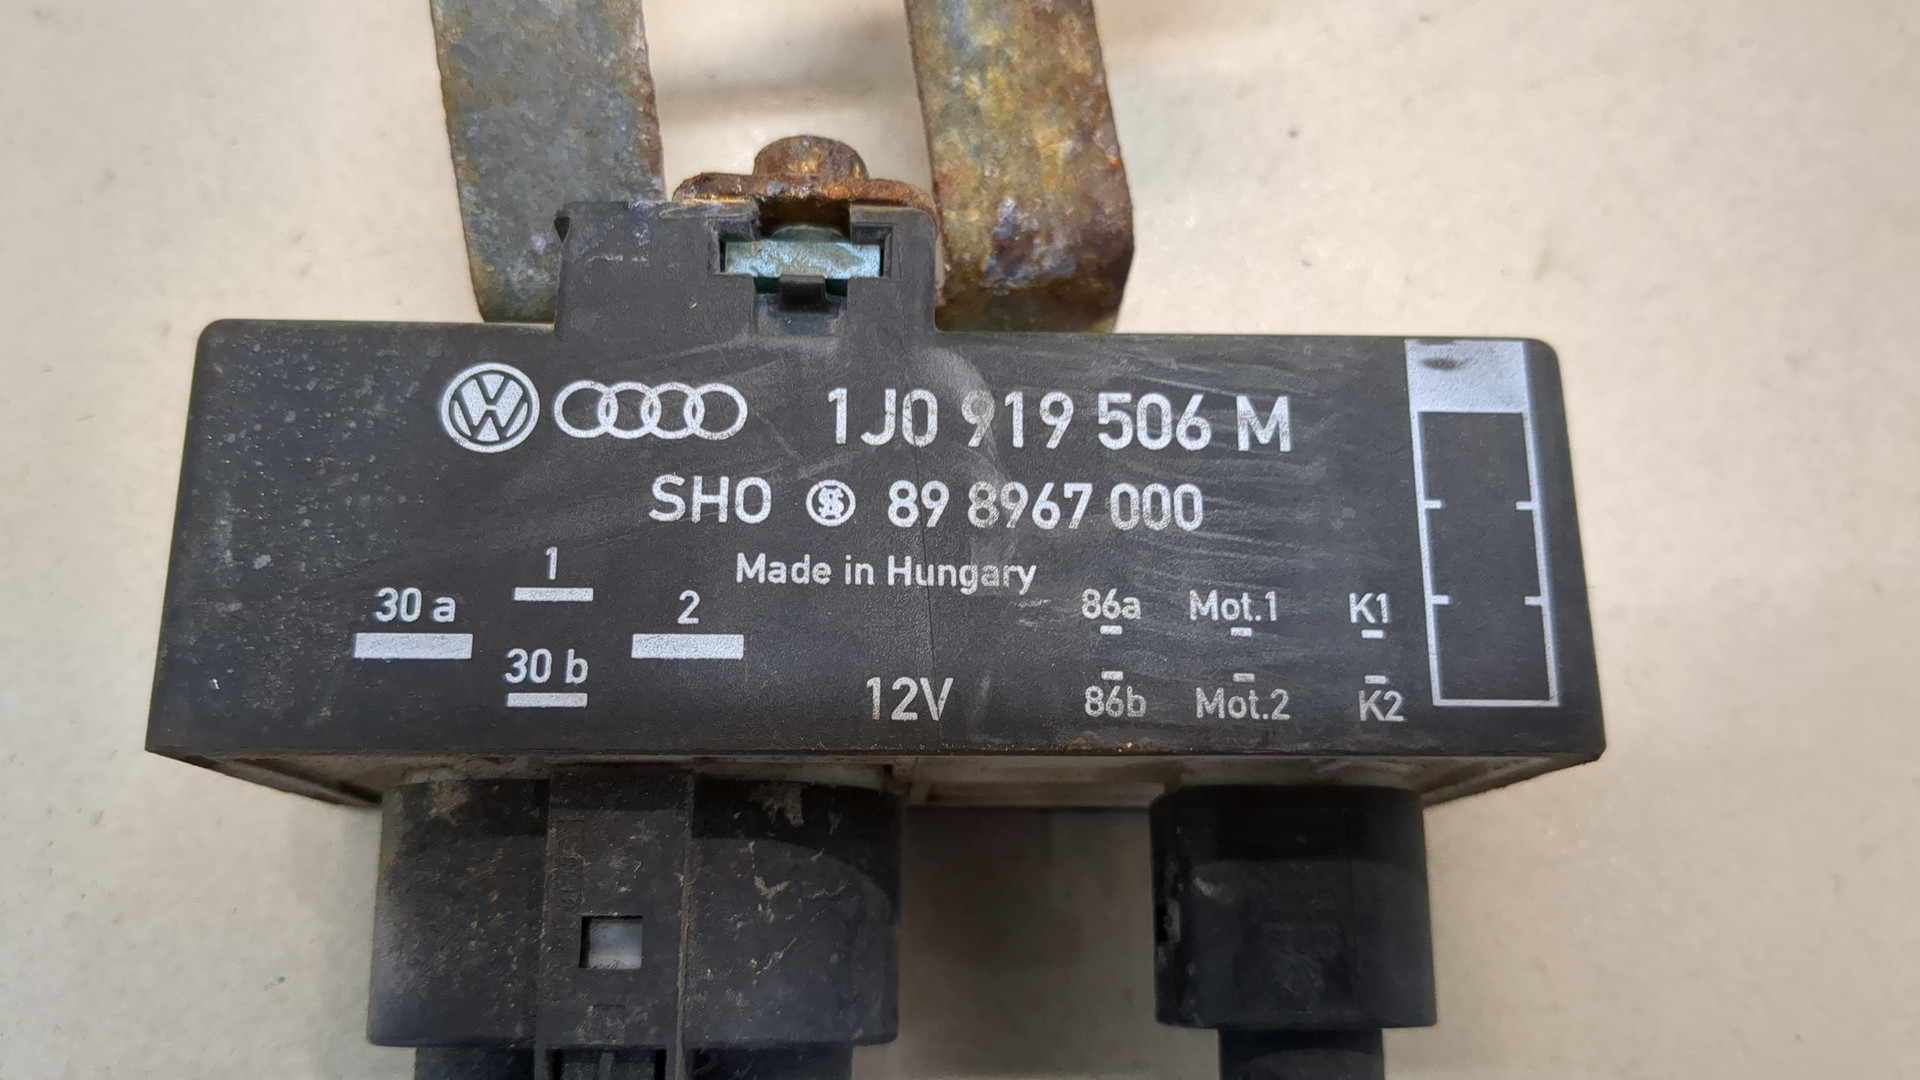 1J0 919 506 M
SHO 89 8967 000
Made in Hungary
30 a
1
2
30 b
12V
86a Mot.1 K1
86b Mot.2 K2